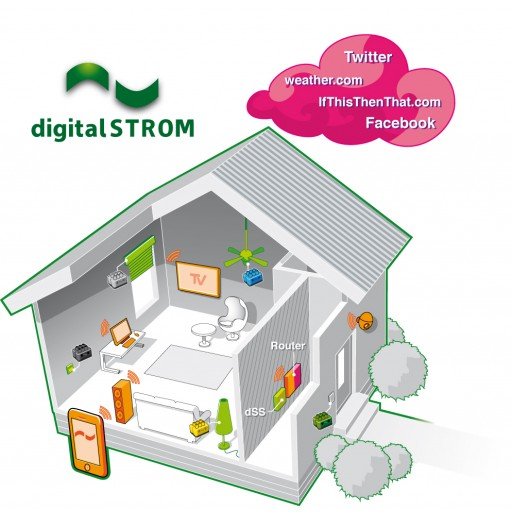 digitalSTROM
Twitter
weather.com
IfThisThenThat.com
Facebook
TV
Router
dSS